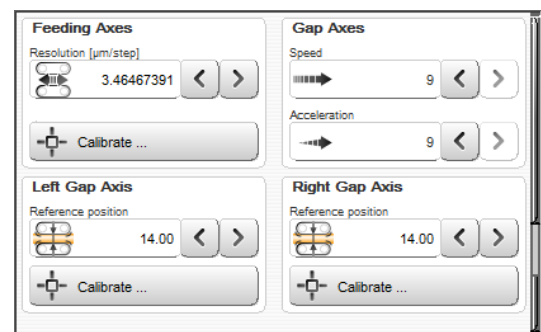 Feeding Axes
Resolution [µm/step]
3.46467391
Calibrate ...
Gap Axes
Speed
9
Acceleration
9
Left Gap Axis
Reference position
14.00
Calibrate ...
Right Gap Axis
Reference position
14.00
Calibrate ...